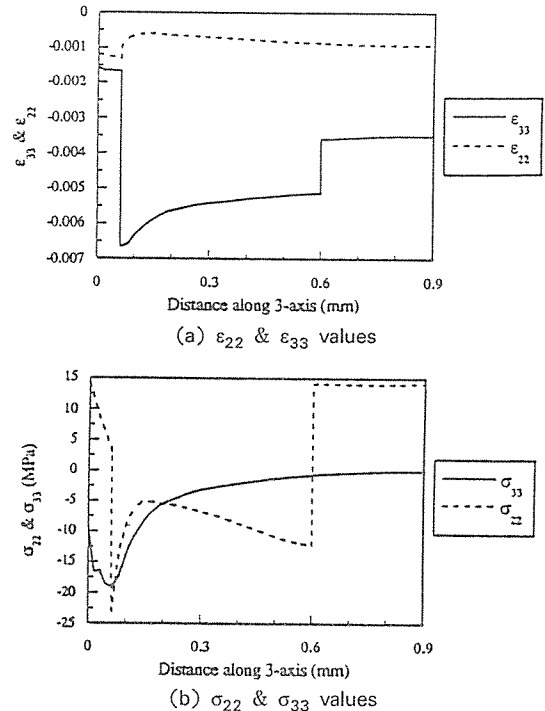 0
-0.001
-0.002
-0.003
-0.004
-0.005
-0.006
-0.007
ε33 & ε22
0 0.3 0.6 0.9
Distance along 3-axis (mm)
ε33
ε22
(a) ε22 & ε33 values
15
10
5
0
-5
-10
-15
-20
-25
σ22 & σ33 (MPa)
0 0.3 0.6 0.9
Distance along 3-axis (mm)
σ33
σ22
(b) σ22 & σ33 values